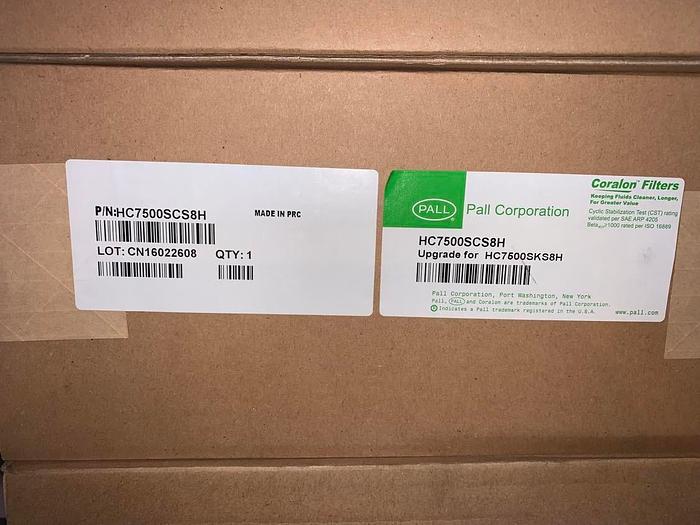 P/N:HC7500SCS8H
MADE IN PRC
LOT: CN16022608 QTY: 1
PALL
Pall Corporation
Coralon™ Filters
Keeping Fluids Cleaner, Longer,
For Greater Value
Cyclic Stabilization Test (CST) rating
validated per SAE ARP 4205
≥1000 rated per ISO 16889
HC7500SCS8H
Upgrade for HC7500SKS8H
Pall Corporation, Port Washington, New York
Pall, PALL and Coralon are trademarks of Pall Corporation.
® Indicates a Pall trademark registered in the U.S.A.
www.pall.com